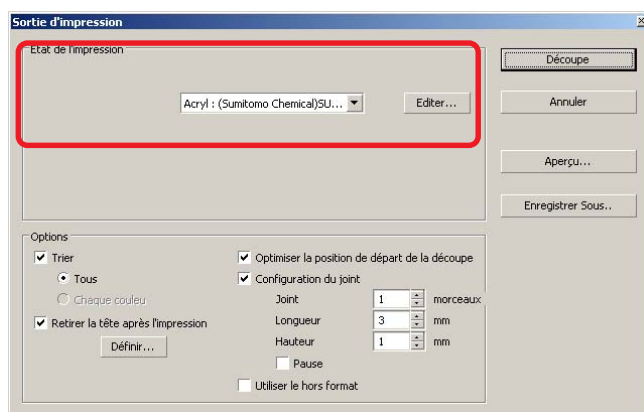 Sortie d'impression
Etat de l'impression
Découpe
Acryl : (Sumitomo Chemical)SU...
Editer...
Annuler
Aperçu...
Enregistrer Sous..
Options
Trier
Tous
Chaque couleu
Retirer la tête après l'impression
Définir...
Optimiser la position de départ de la découpe
Configuration du joint
Joint 1 morceaux
Longueur 3 mm
Hauteur 1 mm
Pause
Utiliser le hors format